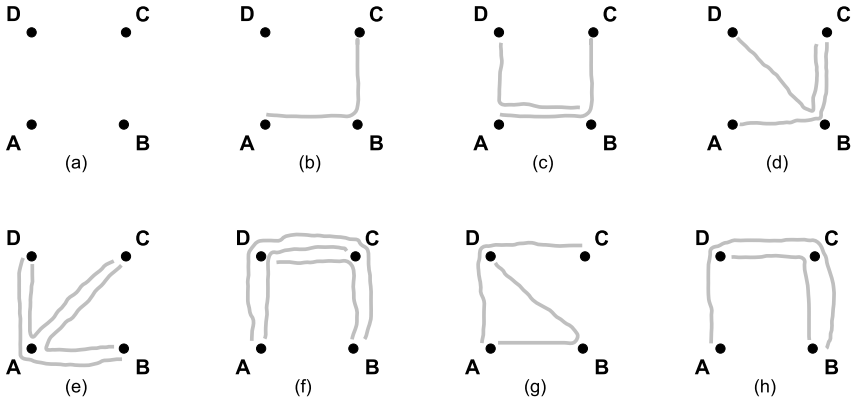 D C D C D C D C
A B A B A B A B
(a) (b) (c) (d)
D C D C D C D C
A B A B A B A B
(e) (f) (g) (h)